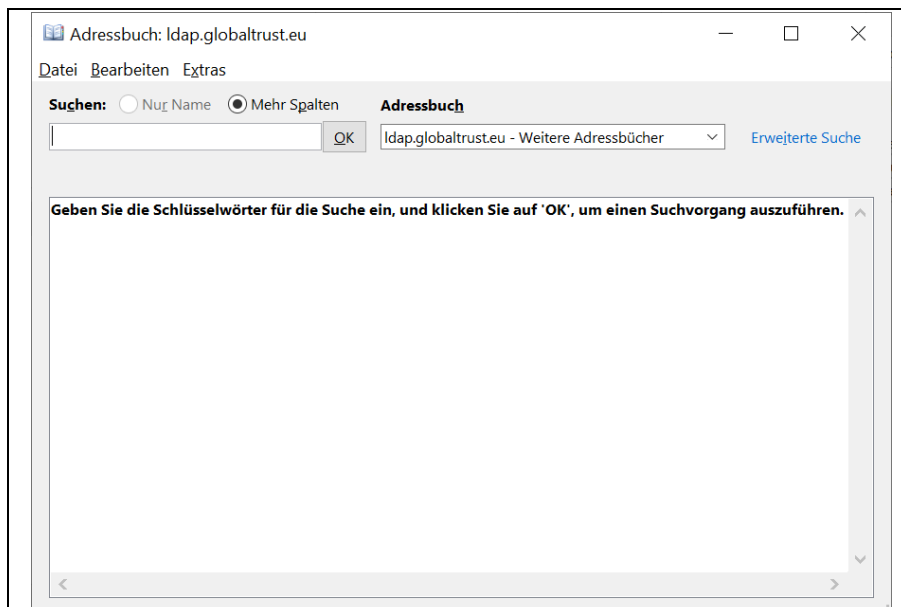 Adressbuch: ldap.globaltrust.eu
Datei Bearbeiten Extras
Suchen: Nur Name Mehr Spalten Adressbuch
OK ldap.globaltrust.eu - Weitere Adressbücher Erweiterte Suche
Geben Sie die Schlüsselwörter für die Suche ein, und klicken Sie auf 'OK', um einen Suchvorgang auszuführen.